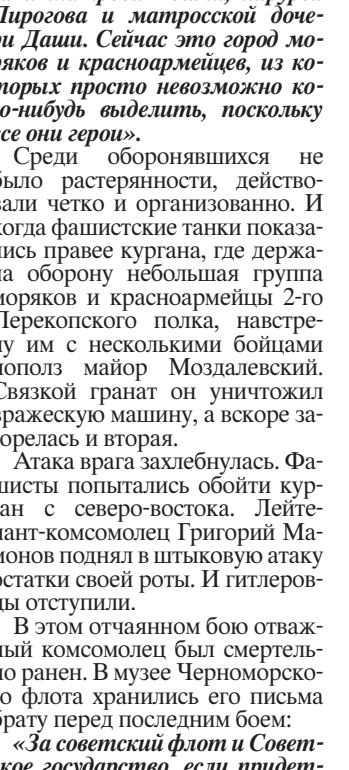 Пирогова и матросской доче-
ри Даши. Сейчас это город мо-
ряков и красноармейцев, из ко-
торых просто невозможно ко-
го-нибудь выделить, поскольку
все они герои».
Среди оборонявшихся не
было растерянности, действо-
вали четко и организованно. И
когда фашистские танки показа-
лись правее кургана, где держа-
ла оборону небольшая группа
моряков и красноармейцы 2-го
Перекопского полка, навстре-
чу им с несколькими бойцами
пополз майор Моздалевский.
Связкой гранат он уничтожил
вражескую машину, а вскоре за-
горелась и вторая.
Атака врага захлебнулась. Фа-
шисты попытались обойти кур-
ган с северо-востока. Лейте-
нант-комсомолец Григорий Ма-
монов поднял в штыковую атаку
остатки своей роты. И гитлеров-
цы отступили.
В этом отчаянном бою отваж-
ный комсомолец был смертель-
но ранен. В музее Черноморско-
го флота хранились его письма
брату перед последним боем:
«За советский флот и Совет-
ское государство, если придет-